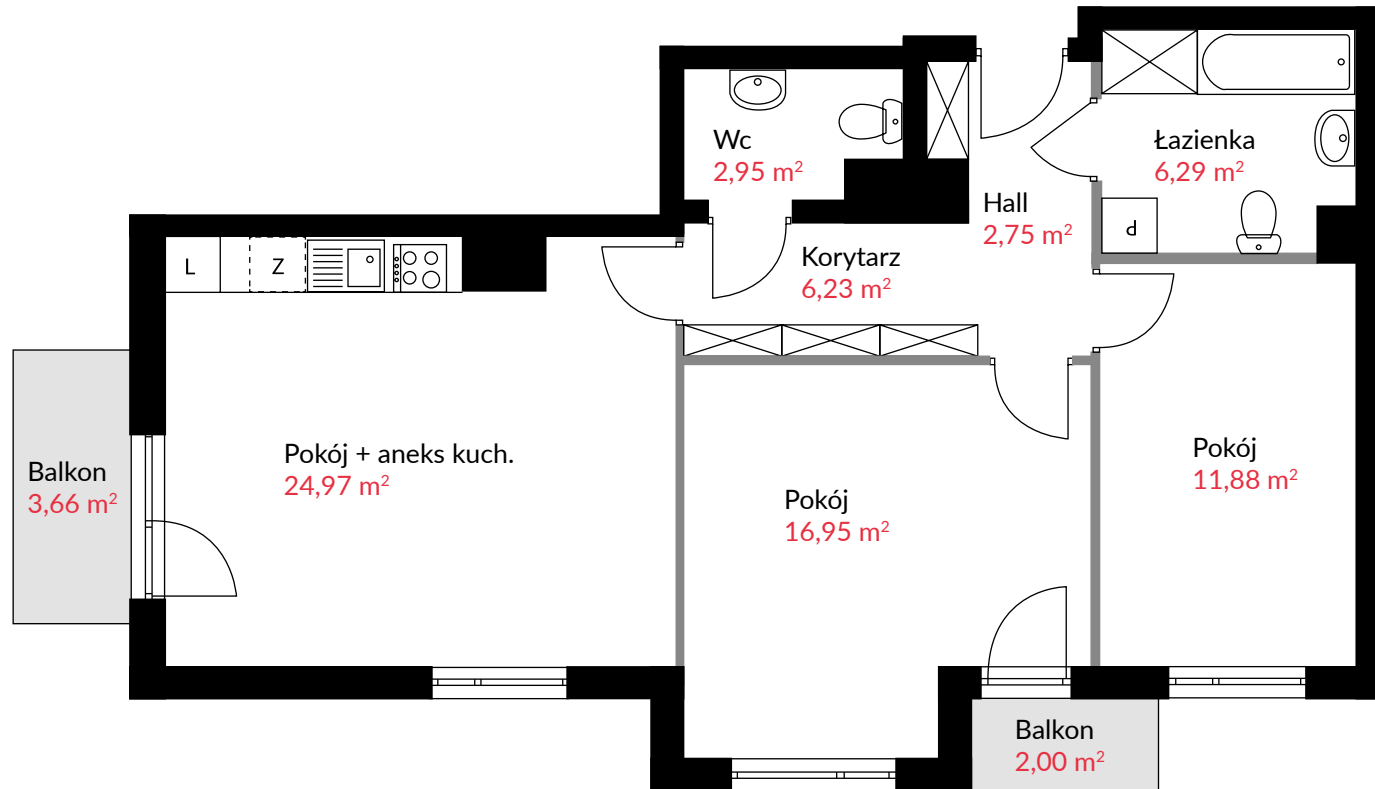 Wc
2,95 m²
Łazienka
6,29 m²
Hall
2,75 m²
Korytarz
6,23 m²
L
Z
d
Pokój + aneks kuch.
24,97 m²
Balkon
3,66 m²
Pokój
16,95 m²
Pokój
11,88 m²
Balkon
2,00 m²